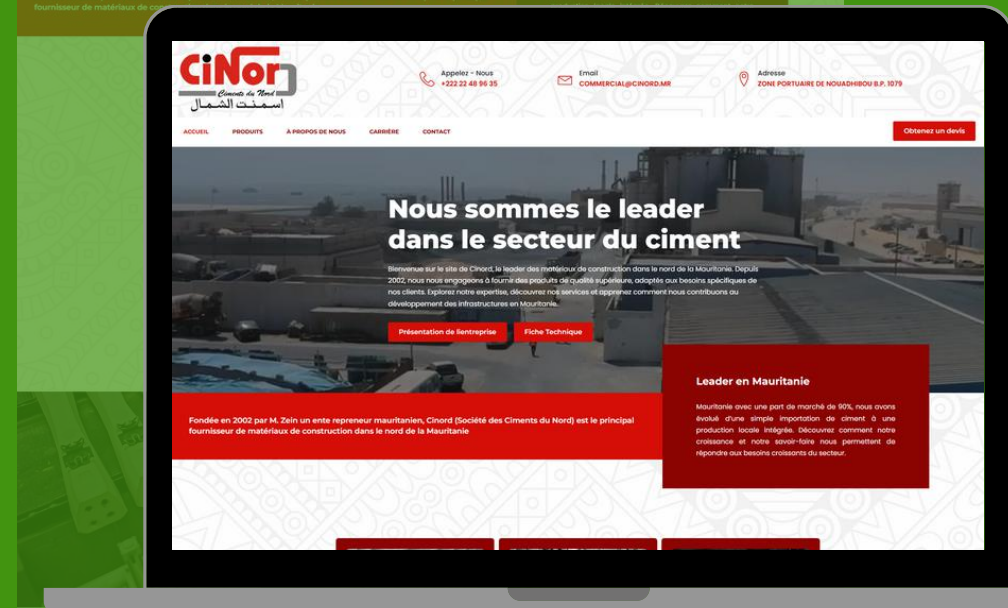 fournisseur de matériaux de
CiNor
Ciments du Nord
اسمنت الشمال
Appelez - Nous
+222 22 48 96 35
Email
COMMERCIAL@CINORD.MR
Adresse
ZONE PORTUAIRE DE NOUADHIBOU B.P. 1079
ACCUEIL PRODUITS À PROPOS DE NOUS CARRIÈRE CONTACT
Obtenez un devis
Nous sommes le leader
dans le secteur du ciment
Bienvenue sur le site de Cinord, le leader des matériaux de construction dans le nord de la Mauritanie. Depuis
2002, nous nous engageons à fournir des produits de qualité supérieure, adaptés aux besoins spécifiques de
nos clients. Explorez notre expertise, découvrez nos services et apprenez comment nous contribuons au
développement des infrastructures en Mauritanie.
Présentation de lientreprise Fiche Technique
Leader en Mauritanie
Mauritanie avec une part de marché de 90%, nous avons
évolué d'une simple importation de ciment à une
production locale intégrée. Découvrez comment notre
croissance et notre savoir-faire nous permettent de
répondre aux besoins croissants du secteur.
Fondée en 2002 par M. Zein un ente repreneur mauritanien, Cinord (Société des Ciments du Nord) est le principal
fournisseur de matériaux de construction dans le nord de la Mauritanie